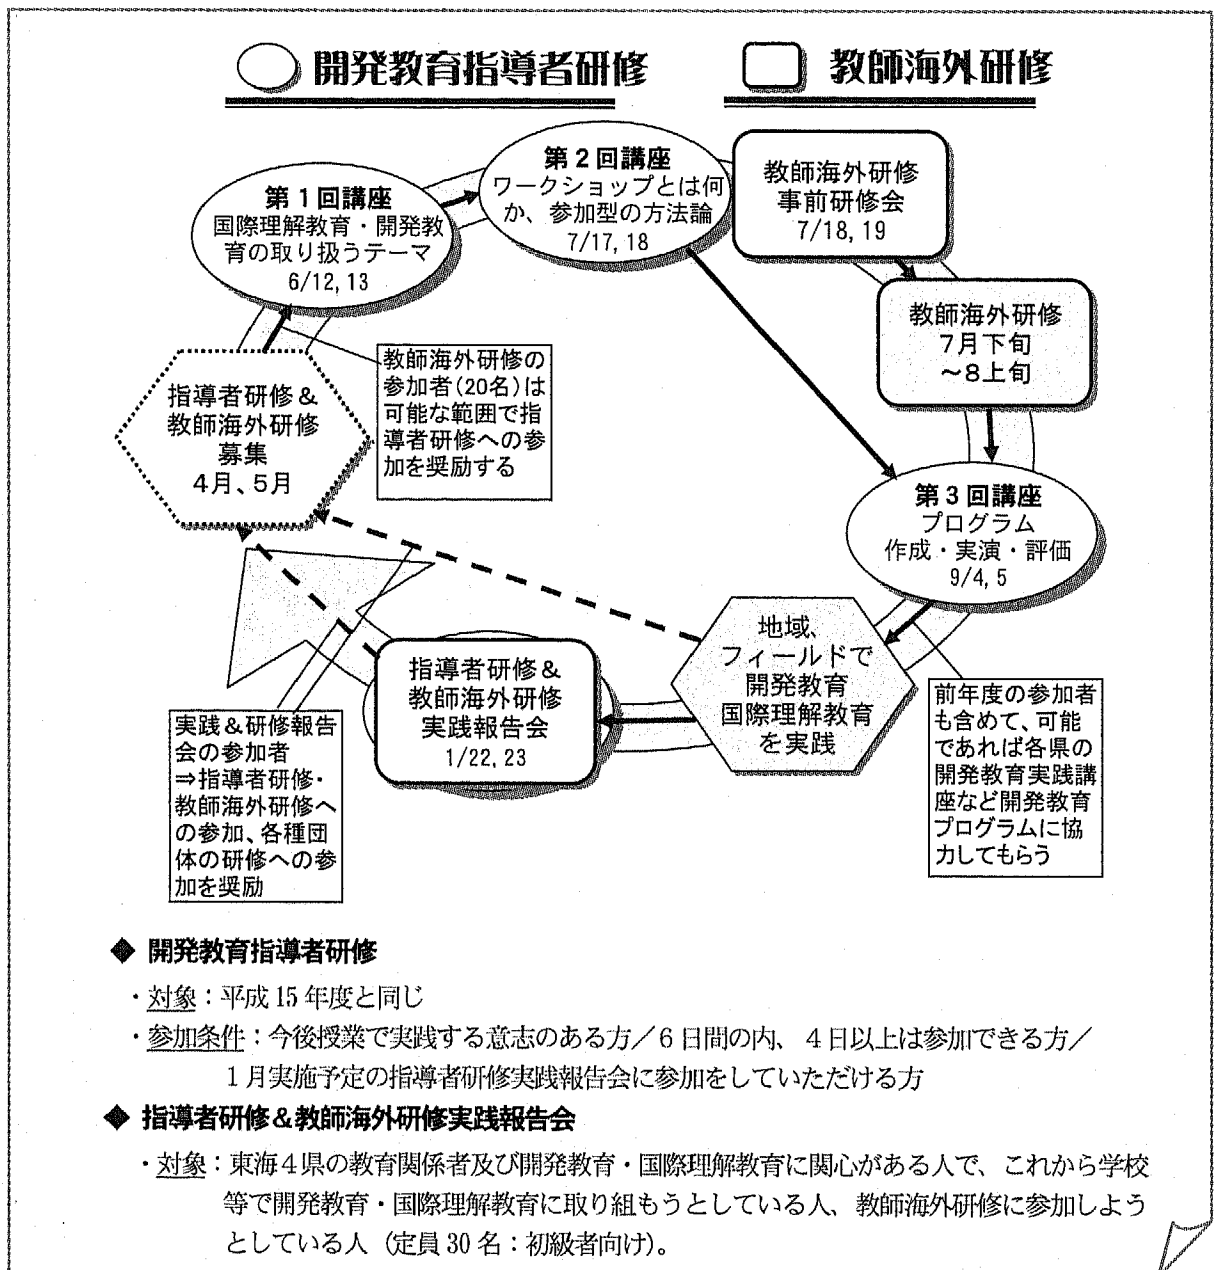 開発教育指導者研修
教師海外研修
第1回講座
国際理解教育・開発教
育の取り扱うテーマ
6/12, 13
第2回講座
ワークショップとは何
か、参加型の方法論
7/17, 18
教師海外研修
事前研修会
7/18, 19
教師海外研修
7月下旬
～8上旬
指導者研修&
教師海外研修
募集
4月、5月
教師海外研修の
参加者(20名)は
可能な範囲で指
導者研修への参
加を奨励する
第3回講座
プログラム
作成・実演・評価
9/4, 5
地域、
フィールドで
開発教育
国際理解教育
を実践
指導者研修&
教師海外研修
実践報告会
1/22, 23
実践&研修報告
会の参加者
⇒指導者研修・
教師海外研修へ
の参加、各種団
体の研修への参
加を奨励
前年度の参加者
も含めて、可能
であれば各県の
開発教育実践講
座など開発教育
プログラムに協
力してもらう
◆ 開発教育指導者研修
・対象：平成15年度と同じ
・参加条件：今後授業で実践する意志のある方／6日間の内、4日以上は参加できる方／
1月実施予定の指導者研修実践報告会に参加をしていただける方
◆ 指導者研修&教師海外研修実践報告会
・対象：東海4県の教育関係者及び開発教育・国際理解教育に関心がある人で、これから学校
等で開発教育・国際理解教育に取り組もうとしている人、教師海外研修に参加しよう
としている人（定員30名：初級者向け）。